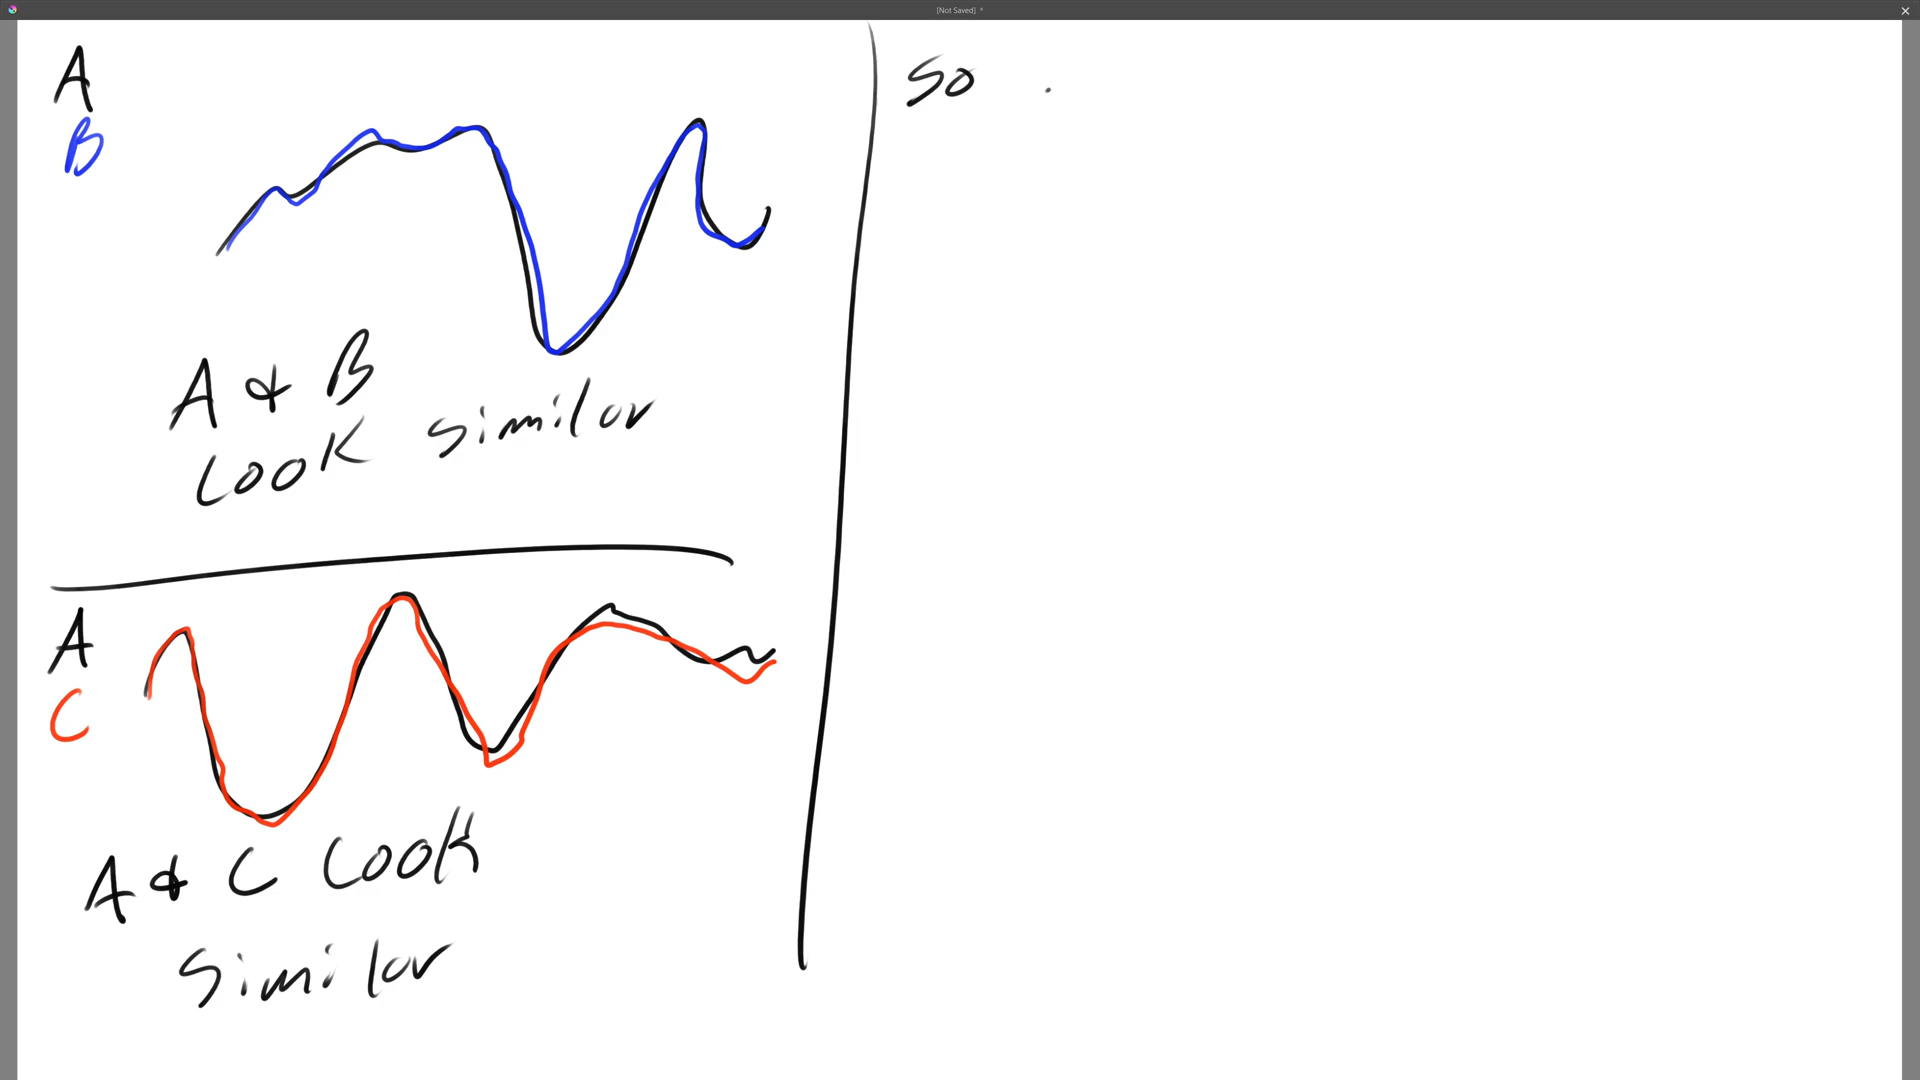 [Not Saved] *
A
B
A & B
Look similar
A
C
A & C Look
similar
So .